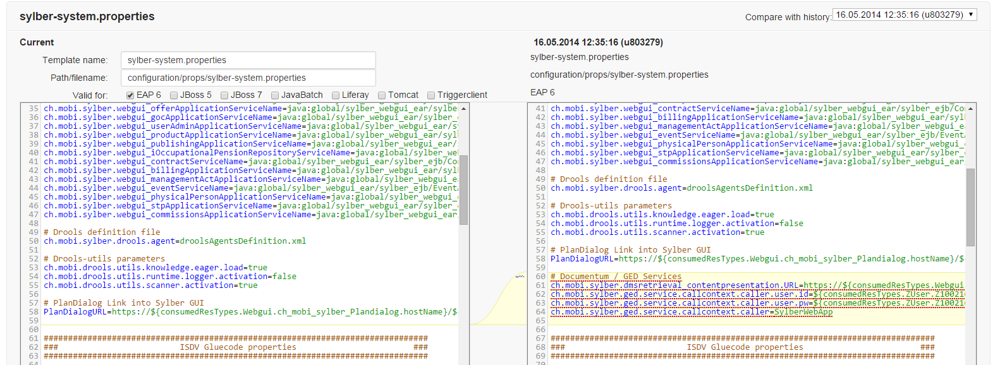 sylber-system.properties
Compare with history: 16.05.2014 12:35:16 (u803279)
Current
Template name: sylber-system.properties
Path/filename: configuration/props/sylber-system.properties
Valid for: EAP 6 JBoss 5 JBoss 7 JavaBatch Liferay Tomcat Triggerclient
35 ch.mobi.sylber.webgui_offerApplicationServiceName=java:global/sylber_webgui_ear/sylbe
36 ch.mobi.sylber.webgui_gocApplicationServiceName=java:global/sylber_webgui_ear/sylber_e
37 ch.mobi.sylber.webgui_userAdminApplicationServiceName=java:global/sylber_webgui_ear/sy
38 ch.mobi.sylber.webgui_productApplicationServiceName=java:global/sylber_webgui_ear/syl
39 ch.mobi.sylber.webgui_publishingApplicationServiceName=java:global/sylber_webgui_ear/s
40 ch.mobi.sylber.webgui_iOccupationalPensionRepositoryServiceName=java:global/sylber_we
41 ch.mobi.sylber.webgui_contractServiceName=java:global/sylber_webgui_ear/sylber_ejb/Co
42 ch.mobi.sylber.webgui_billingApplicationServiceName=java:global/sylber_webgui_ear/syl
43 ch.mobi.sylber.webgui_managementActApplicationServiceName=java:global/sylber_webgui_ea
44 ch.mobi.sylber.webgui_eventServiceName=java:global/sylber_webgui_ear/sylber_ejb/Event
45 ch.mobi.sylber.webgui_physicalPersonApplicationServiceName=java:global/sylber_webgui_e
46 ch.mobi.sylber.webgui_stpApplicationServiceName=java:global/sylber_webgui_ear/sylber_e
47 ch.mobi.sylber.webgui_commissionsApplicationServiceName=java:global/sylber_webgui_ear/
48
49 # Drools definition file
50 ch.mobi.sylber.drools.agent=droolsAgentsDefinition.xml
51
52 # Drools-utils parameters
53 ch.mobi.drools.utils.knowledge.eager.load=true
54 ch.mobi.drools.utils.runtime.logger.activation=false
55 ch.mobi.drools.utils.scanner.activation=true
56
57 # PlanDialog Link into Sylber GUI
58 PlanDialogURL=https://${consumedResTypes.Webgui.ch_mobi_sylber_Plandialog.hostName}/$
59
60
61 ###############################################################################
62 ### ISDV Gluecode properties ###
63 ###############################################################################
64
16.05.2014 12:35:16 (u803279)
sylber-system.properties
configuration/props/sylber-system.properties
EAP 6
41 ch.mobi.sylber.webgui_contractServiceName=java:global/sylber_webgui_ear/sylber_ejb/Co
42 ch.mobi.sylber.webgui_billingApplicationServiceName=java:global/sylber_webgui_ear/syl
43 ch.mobi.sylber.webgui_managementActApplicationServiceName=java:global/sylber_webgui_ea
44 ch.mobi.sylber.webgui_eventServiceName=java:global/sylber_webgui_ear/sylber_ejb/Event
45 ch.mobi.sylber.webgui_physicalPersonApplicationServiceName=java:global/sylber_webgui_e
46 ch.mobi.sylber.webgui_stpApplicationServiceName=java:global/sylber_webgui_ear/sylber_e
47 ch.mobi.sylber.webgui_commissionsApplicationServiceName=java:global/sylber_webgui_ear/
48
49 # Drools definition file
50 ch.mobi.sylber.drools.agent=droolsAgentsDefinition.xml
51
52 # Drools-utils parameters
53 ch.mobi.drools.utils.knowledge.eager.load=true
54 ch.mobi.drools.utils.runtime.logger.activation=false
55 ch.mobi.drools.utils.scanner.activation=true
56
57 # PlanDialog Link into Sylber GUI
58 PlanDialogURL=https://${consumedResTypes.Webgui.ch_mobi_sylber_Plandialog.hostName}/$
59
60 # Documentum / GED Services
61 ch.mobi.sylber.dmsretrieval_contentpresentation.URL=https://${consumedResTypes.Webgui
62 ch.mobi.sylber.ged.service.callcontext.caller.user.id=${consumedResTypes.ZUser.Z10021
63 ch.mobi.sylber.ged.service.callcontext.caller.user.pw=${consumedResTypes.ZUser.Z10021
64 ch.mobi.sylber.ged.service.callcontext.caller=SylberWebApp
65
66
67 ###############################################################################
68 ### ISDV Gluecode properties ###
69 ###############################################################################
70